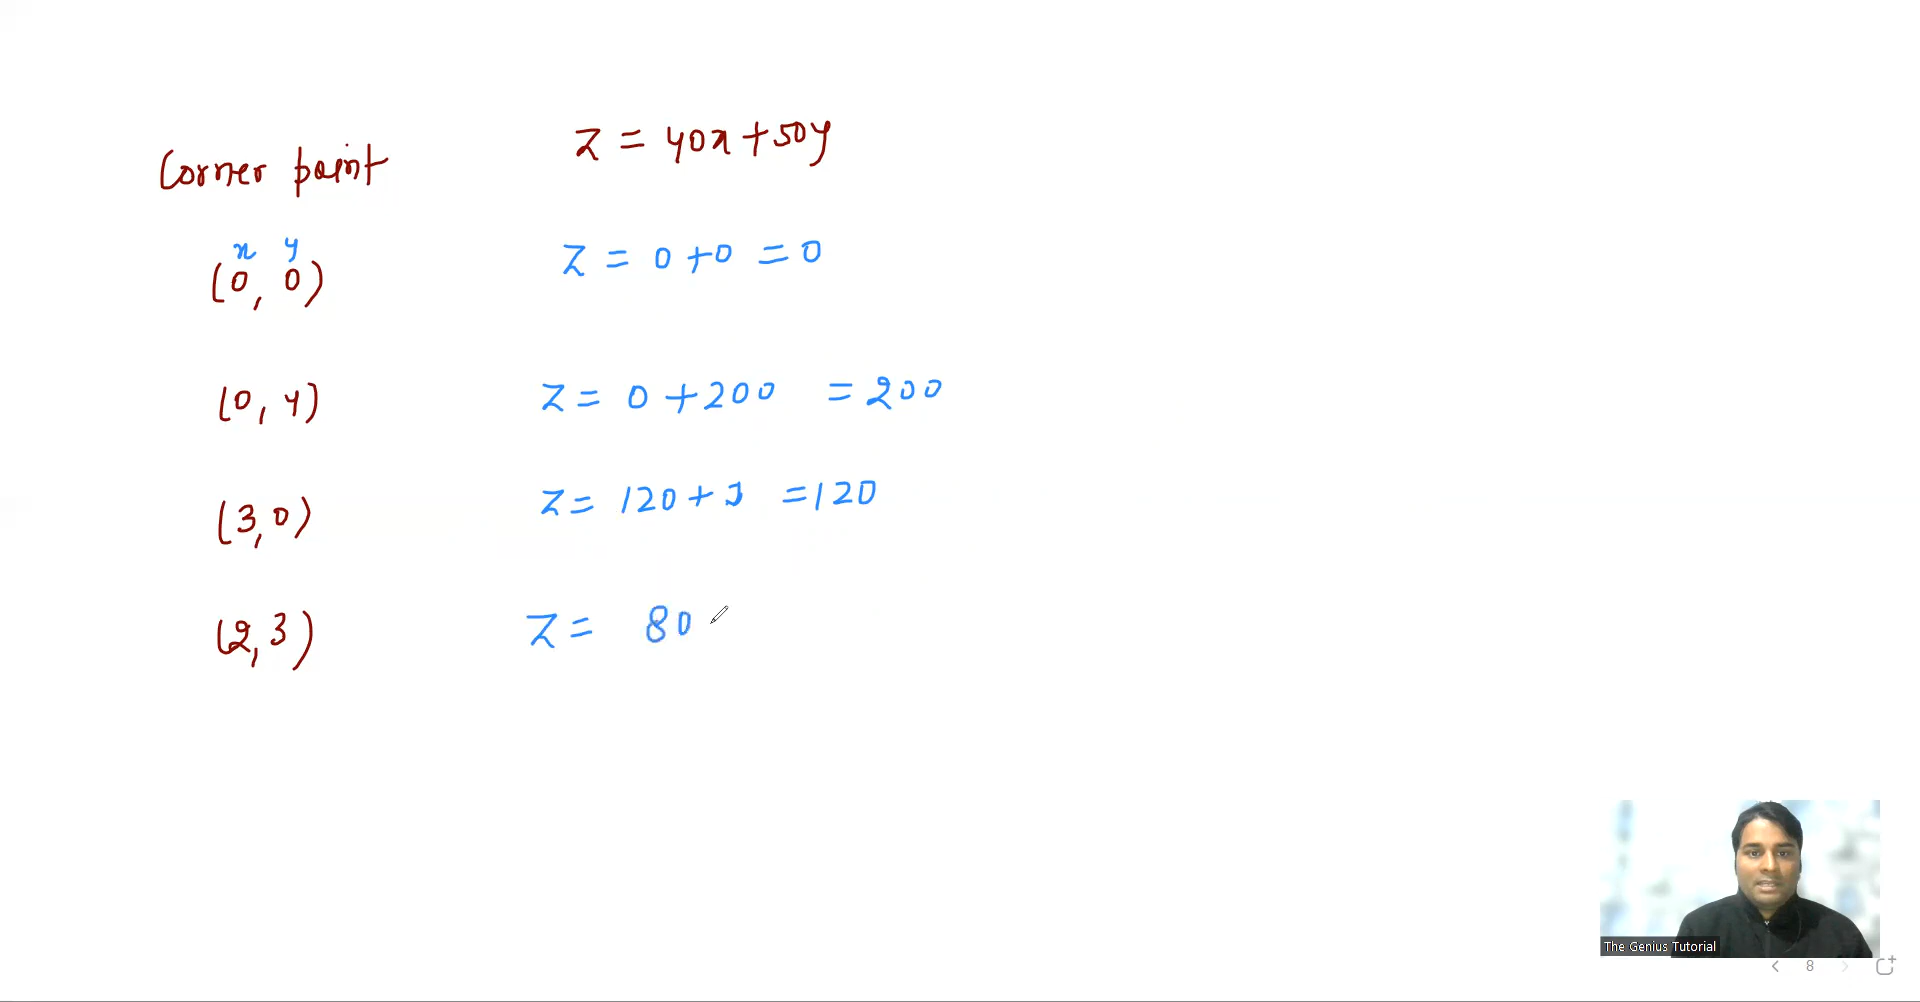 Corner point
Z = 40x + 50y
x y
(0, 0)
Z = 0 + 0 = 0
(0, 4)
Z = 0 + 200 = 200
(3, 0)
Z = 120 + = 120
(2, 3)
Z = 80
The Genius Tutorial
8